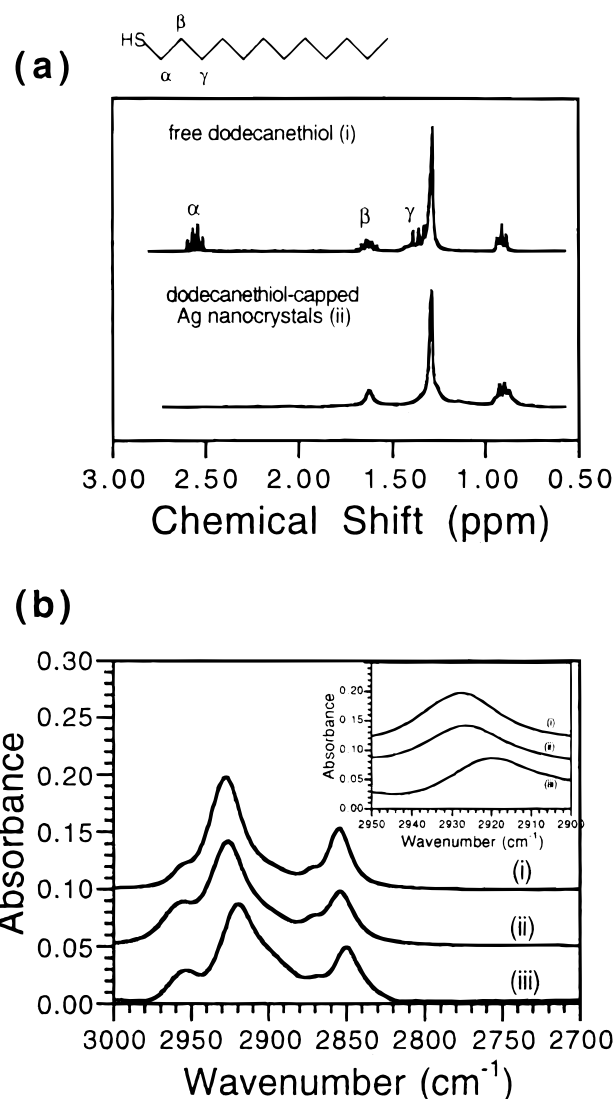 HS
β
α
γ
(a)
free dodecanethiol (i)
α
β
γ
dodecanethiol-capped
Ag nanocrystals (ii)
3.00 2.50 2.00 1.50 1.00 0.50
Chemical Shift (ppm)
(b)
0.30
0.25
0.20
0.15
0.10
0.05
0.00
Absorbance
0.20
0.15
0.10
0.05
0.00
Absorbance
(i)
(ii)
(iii)
2950 2940 2930 2920 2910 2900
Wavenumber (cm-1)
(i)
(ii)
(iii)
3000 2950 2900 2850 2800 2750 2700
Wavenumber (cm-1)